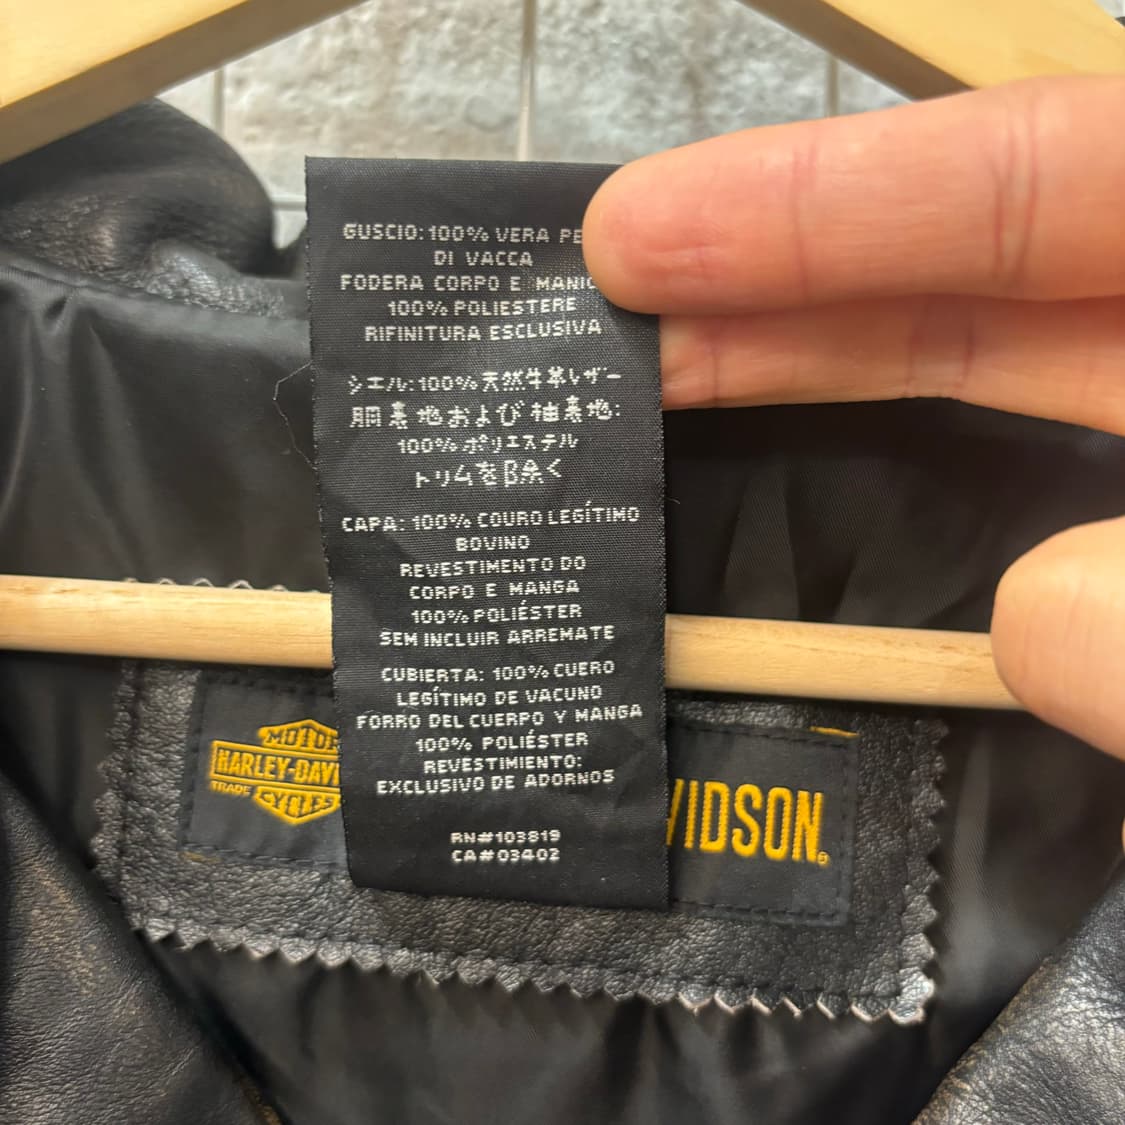 GUSCIO: 100% VERA
DI VACCA
FODERA CORPO E
100% POLIESTERE
RIFINITURA ESCLUSIVA
シエル:100%天然牛革レザー
胴裏地および袖裏地:
100%ポリエステル
トリムを除く
CAPA: 100% COURO LEGÍTIMO
BOVINO
REVESTIMENTO DO
CORPO E MANGA
100% POLIÉSTER
SEM INCLUIR ARREMATE
CUBIERTA: 100% CUERO
LEGÍTIMO DE VACUNO
FORRO DEL CUERPO Y MANGA
100% POLIÉSTER
REVESTIMIENTO:
EXCLUSIVO DE ADORNOS
RN#103819
CA#03402
MOTOR
HARLEY-DAVI
TRADE
CYCLES
VIDSON®